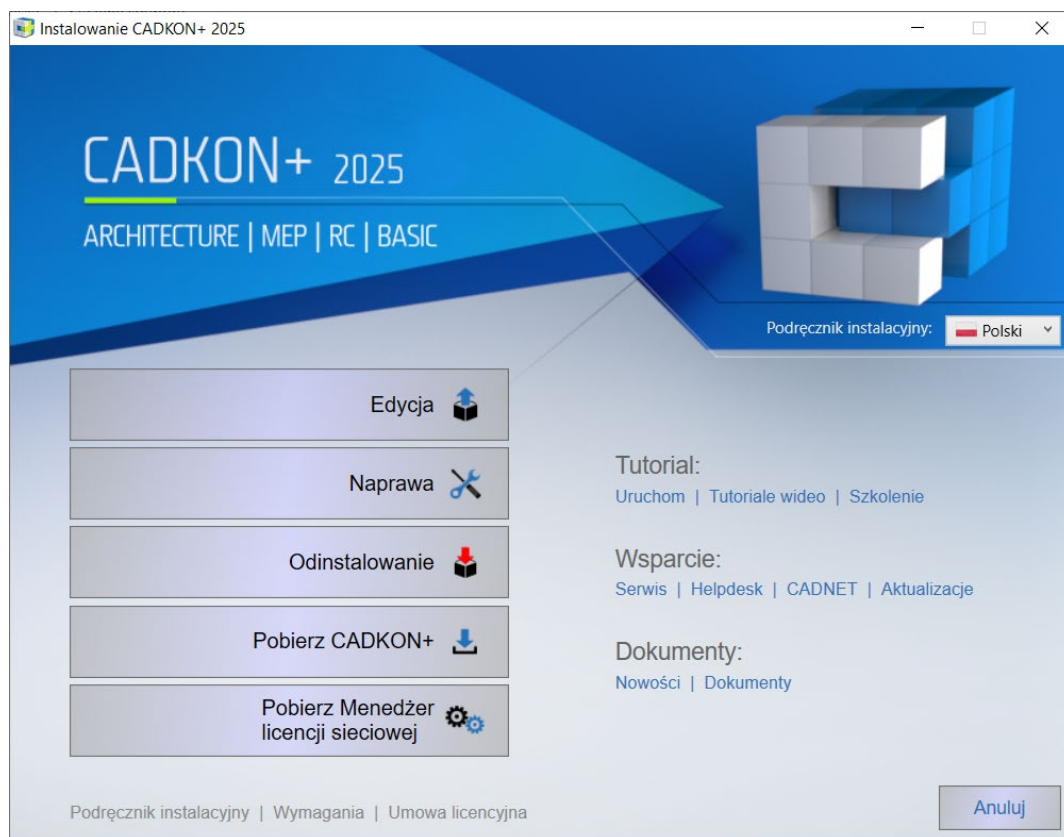 Instalowanie CADKON+ 2025
CADKON+ 2025
ARCHITECTURE | MEP | RC | BASIC
Podręcznik instalacyjny: Polski
Edycja
Naprawa
Odinstalowanie
Pobierz CADKON+
Pobierz Menedżer
licencji sieciowej
Tutorial:
Uruchom | Tutoriale wideo | Szkolenie
Wsparcie:
Serwis | Helpdesk | CADNET | Aktualizacje
Dokumenty:
Nowości | Dokumenty
Podręcznik instalacyjny | Wymagania | Umowa licencyjna
Anuluj